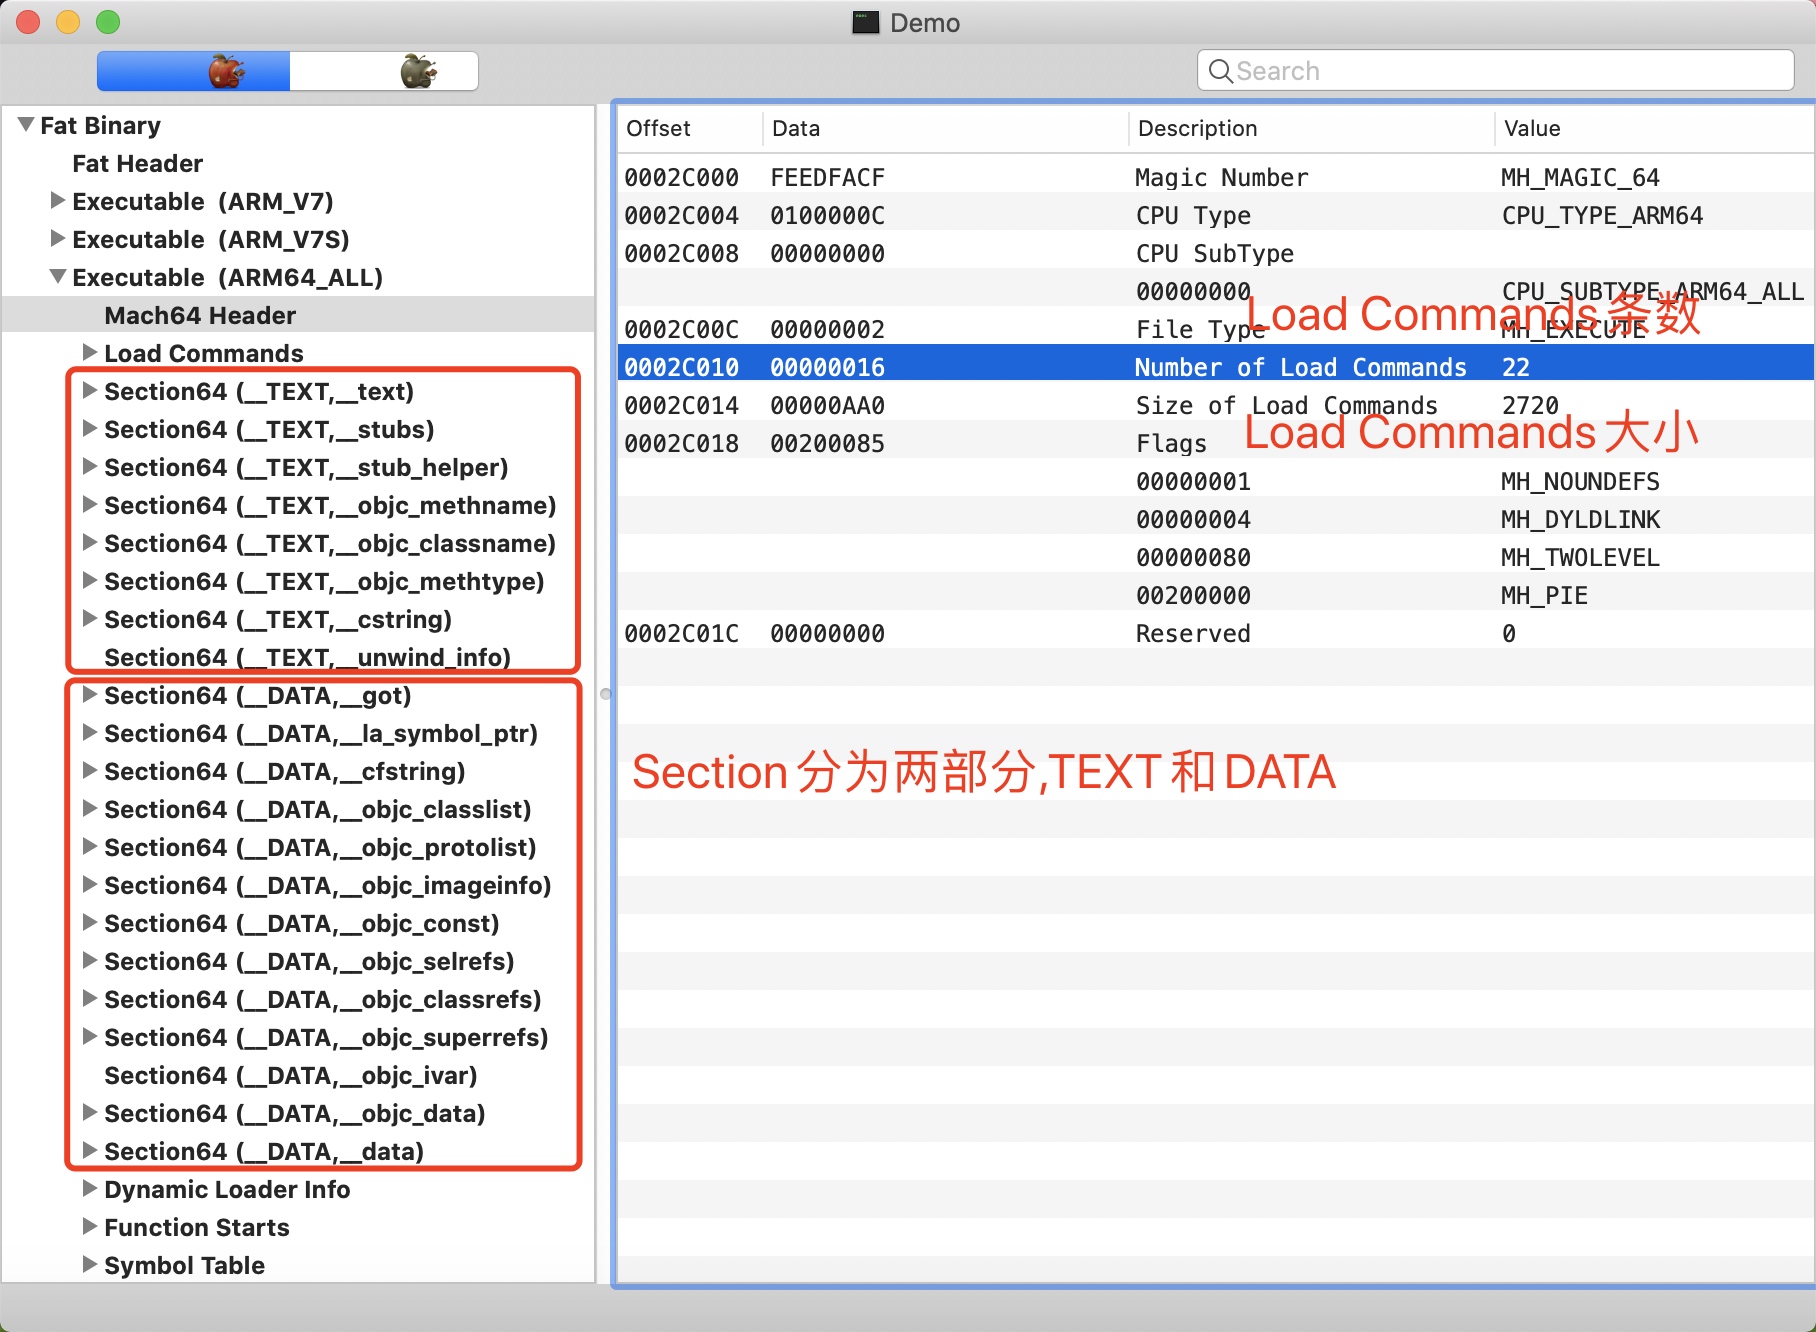 Demo
Search
Fat Binary
Fat Header
Executable (ARM_V7)
Executable (ARM_V7S)
Executable (ARM64_ALL)
Mach64 Header
Load Commands
Section64 (__TEXT,__text)
Section64 (__TEXT,__stubs)
Section64 (__TEXT,__stub_helper)
Section64 (__TEXT,__objc_methname)
Section64 (__TEXT,__objc_classname)
Section64 (__TEXT,__objc_methtype)
Section64 (__TEXT,__cstring)
Section64 (__TEXT,__unwind_info)
Section64 (__DATA,__got)
Section64 (__DATA,__la_symbol_ptr)
Section64 (__DATA,__cfstring)
Section64 (__DATA,__objc_classlist)
Section64 (__DATA,__objc_protolist)
Section64 (__DATA,__objc_imageinfo)
Section64 (__DATA,__objc_const)
Section64 (__DATA,__objc_selrefs)
Section64 (__DATA,__objc_classrefs)
Section64 (__DATA,__objc_superrefs)
Section64 (__DATA,__objc_ivar)
Section64 (__DATA,__objc_data)
Section64 (__DATA,__data)
Dynamic Loader Info
Function Starts
Symbol Table
Offset Data Description Value
0002C000 FEEDFACF Magic Number MH_MAGIC_64
0002C004 0100000C CPU Type CPU_TYPE_ARM64
0002C008 00000000 CPU SubType
00000000 CPU_SUBTYPE_ARM64_ALL
Load Commands条数
0002C00C 00000002 File Type MH_EXECUTE
0002C010 00000016 Number of Load Commands 22
0002C014 00000AA0 Size of Load Commands 2720
Load Commands大小
0002C018 00200085 Flags
00000001 MH_NOUNDEFS
00000004 MH_DYLDLINK
00000080 MH_TWOLEVEL
00200000 MH_PIE
0002C01C 00000000 Reserved 0
Section分为两部分,TEXT和DATA